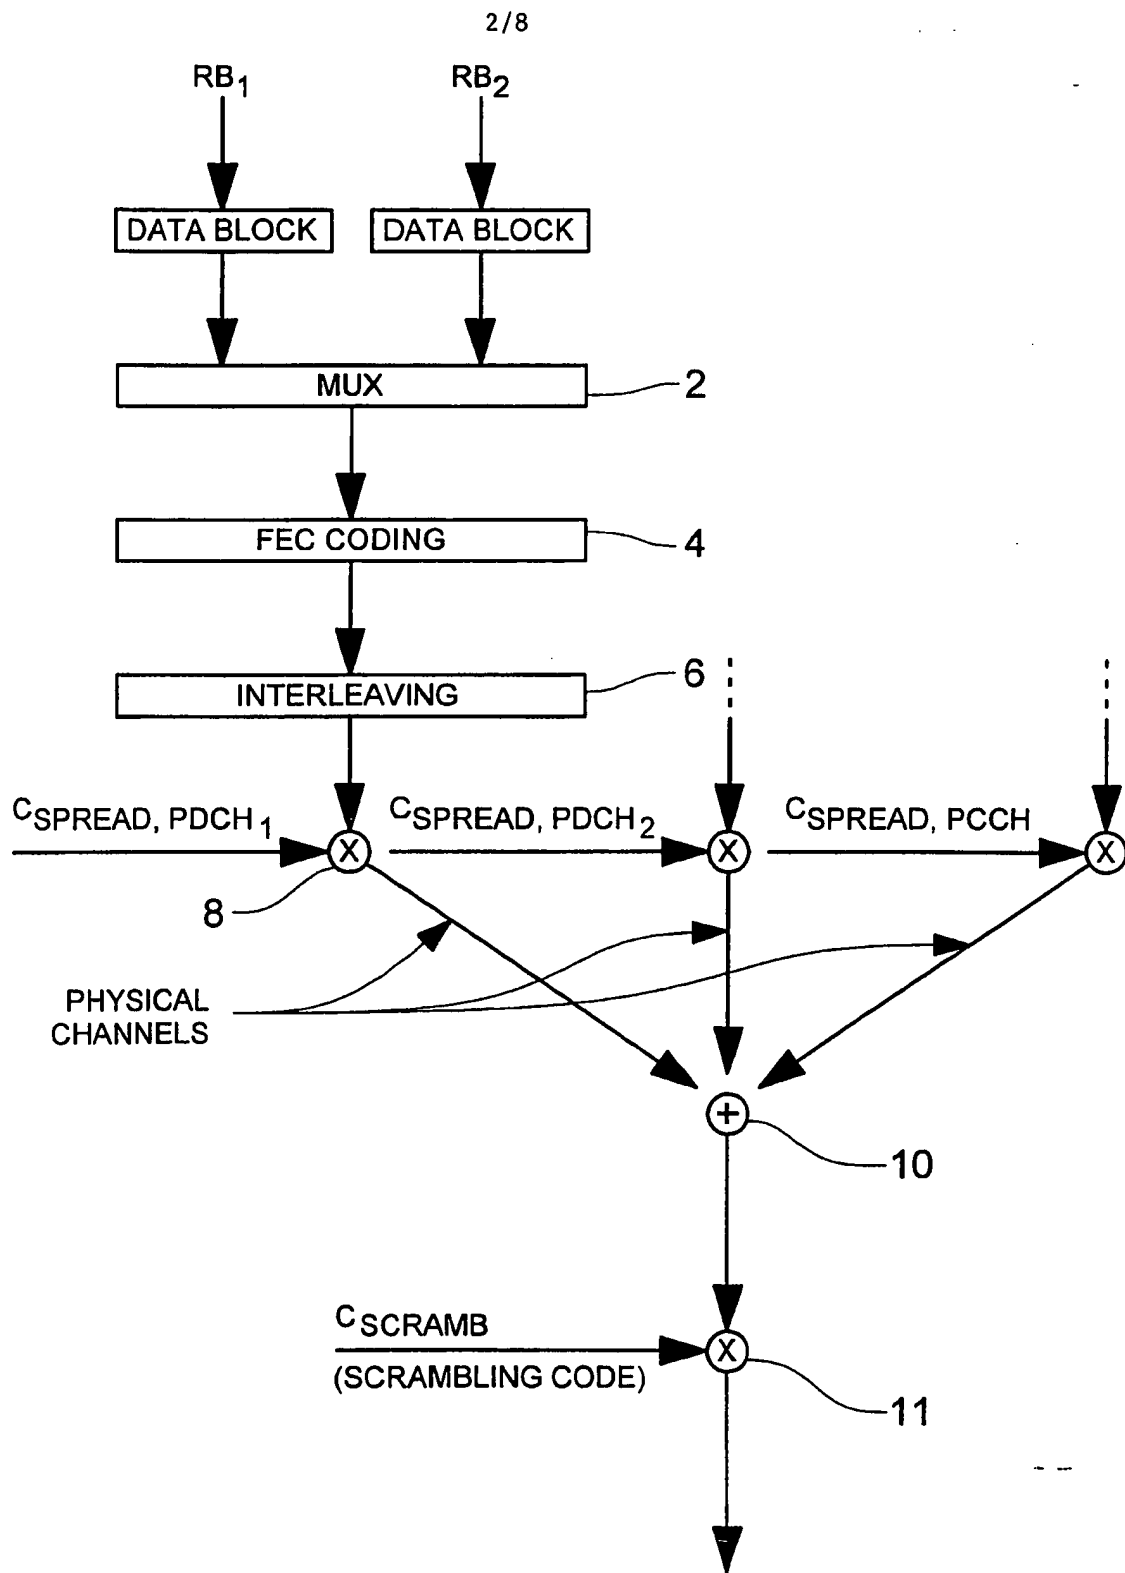 2/8
RB1 RB2
DATA BLOCK DATA BLOCK
MUX 2
FEC CODING 4
INTERLEAVING 6
CSPREAD, PDCH1 CSPREAD, PDCH2 CSPREAD, PCCH
X X X
8
PHYSICAL
CHANNELS
+
10
CSCRAMB
X
(SCRAMBLING CODE)
11